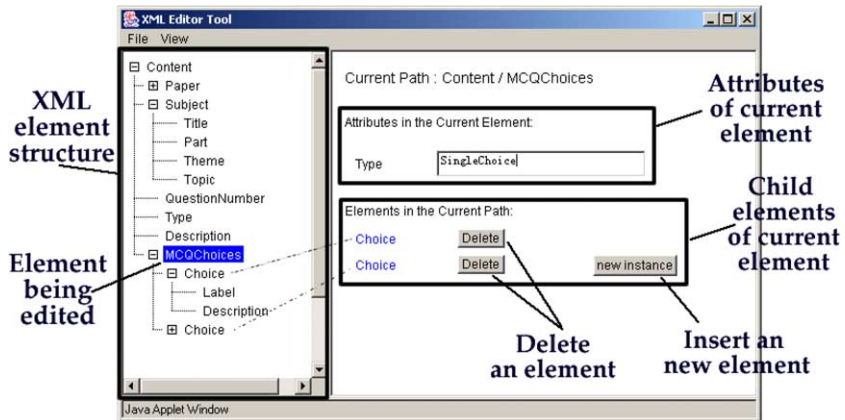 XML Editor Tool
File View
Content
Paper
Subject
Title
Part
Theme
Topic
QuestionNumber
Type
Description
MCQChoices
Choice
Label
Description
Choice
Current Path : Content / MCQChoices
Attributes in the Current Element:
Type SingleChoice
Elements in the Current Path:
Choice Delete
Choice Delete new instance
Java Applet Window
XML
element
structure
Element
being
edited
Attributes
of current
element
Child
elements
of current
element
Delete
an element
Insert an
new element